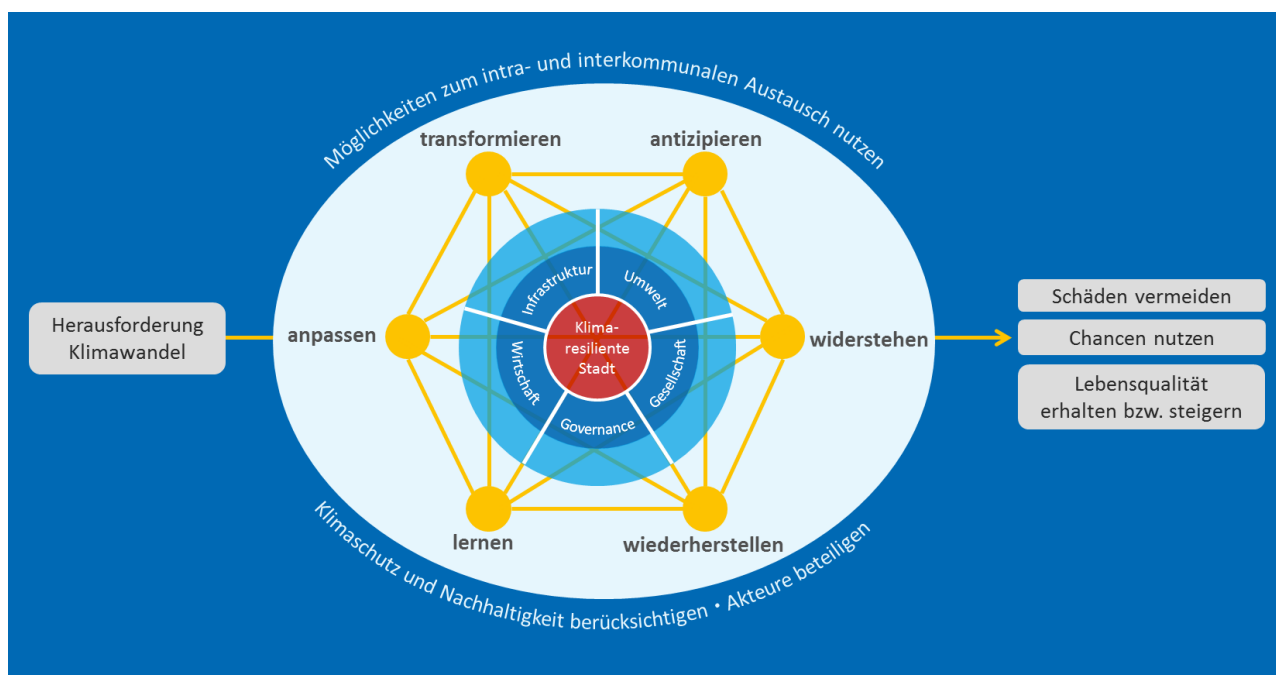 Möglichkeiten zum intra- und interkommunalen Austausch nutzen
transformieren
antizipieren
Infrastruktur
Umwelt
Herausforderung
Klimawandel
anpassen
Klima-
resiliente
Stadt
widerstehen
Wirtschaft
Gesellschaft
Governance
lernen
wiederherstellen
Klimaschutz und Nachhaltigkeit berücksichtigen • Akteure beteiligen
Schäden vermeiden
Chancen nutzen
Lebensqualität
erhalten bzw. steigern